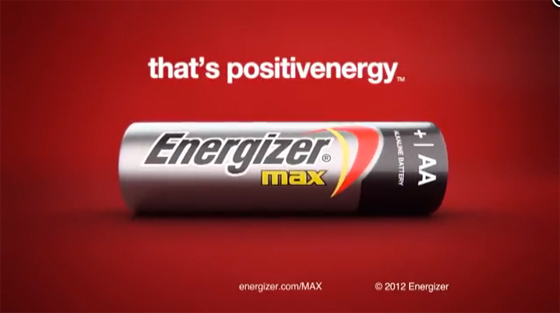 that's positivenergy™
Energizer®
max
+ | AA
ALKALINE BATTERY
energizer.com/MAX
© 2012 Energizer